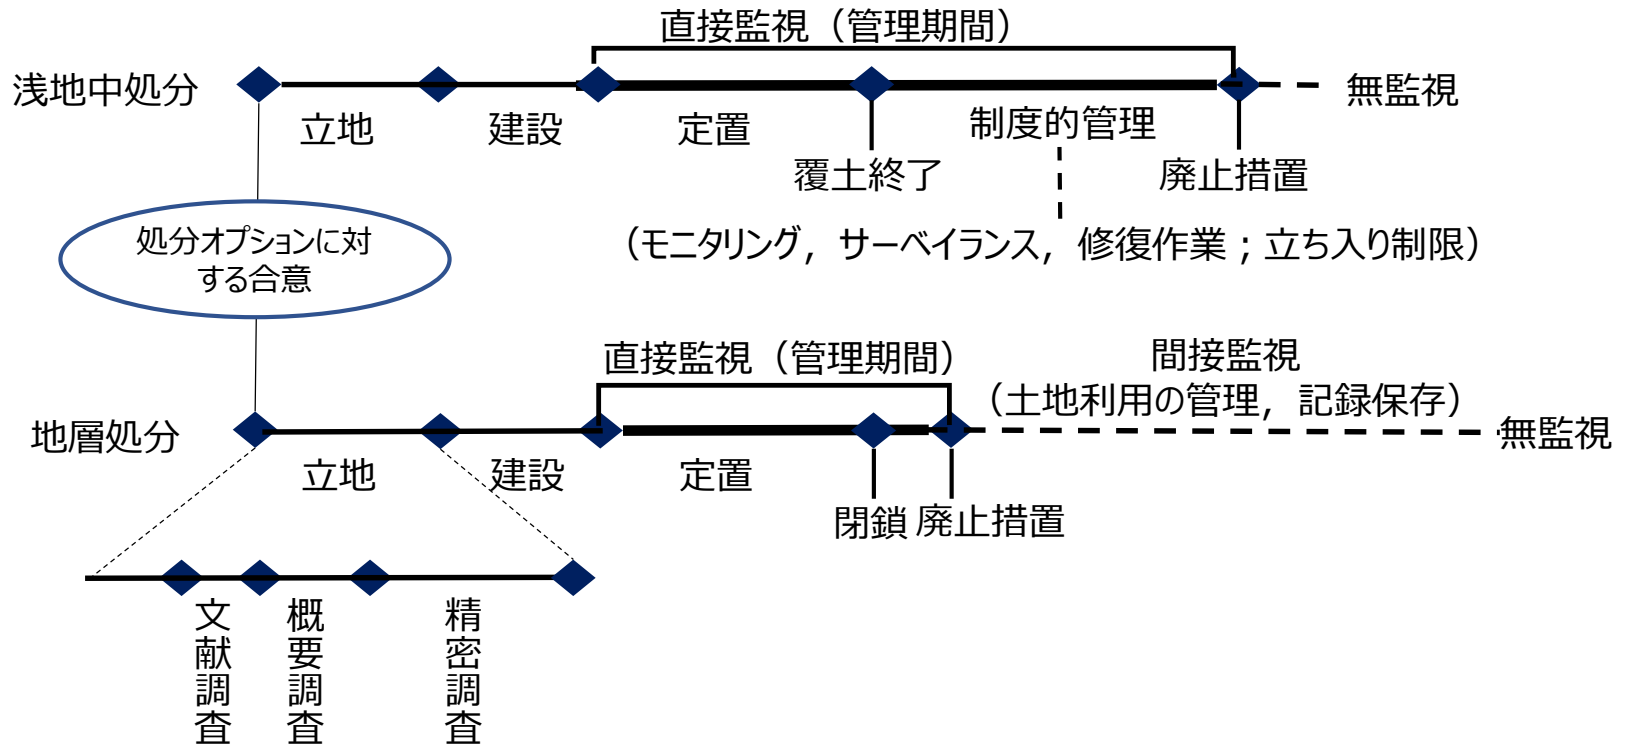 直接監視（管理期間）
浅地中処分
無監視
立地
建設
定置
制度的管理
覆土終了
廃止措置
（モニタリング，サーベイランス，修復作業；立ち入り制限）
処分オプションに対
する合意
直接監視（管理期間）
間接監視
（土地利用の管理，記録保存）
地層処分
無監視
立地
建設
定置
閉鎖
廃止措置
文献調査
概要調査
精密調査